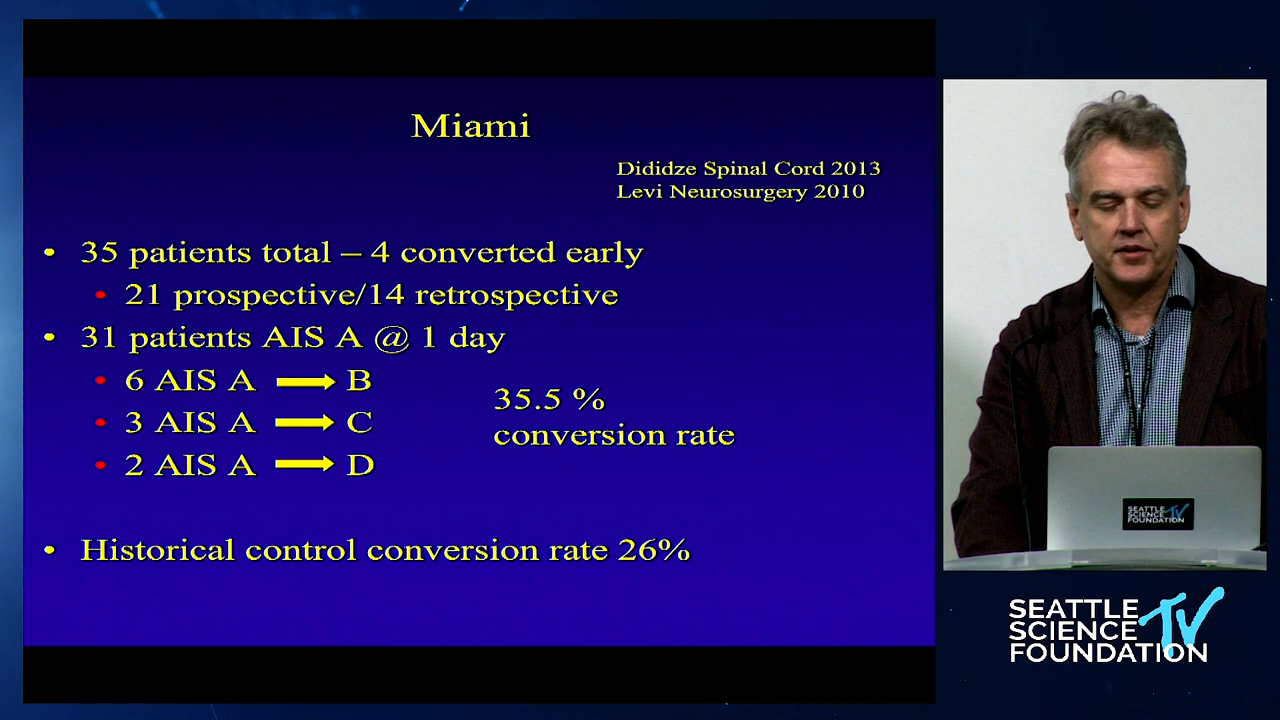 Miami
Dididze Spinal Cord 2013
Levi Neurosurgery 2010
• 35 patients total – 4 converted early
• 21 prospective/14 retrospective
• 31 patients AIS A @ 1 day
• 6 AIS A → B
• 3 AIS A → C
• 2 AIS A → D
35.5 %
conversion rate
• Historical control conversion rate 26%
SEATTLE
SCIENCE TV
FOUNDATION
SEATTLE
SCIENCE TV
FOUNDATION